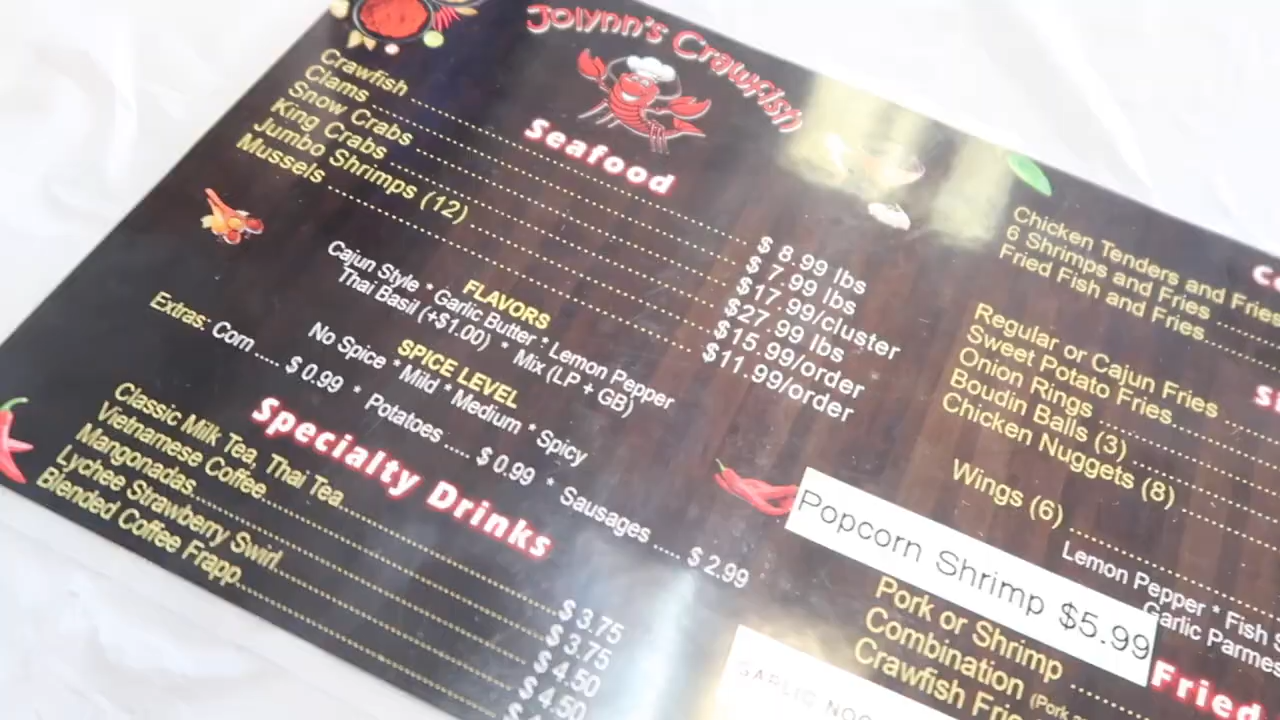 Jolynn's Crawfish
Seafood
Crawfish ........ $ 8.99 lbs
Clams ........ $ 7.99 lbs
Snow Crabs ........ $17.99/cluster
King Crabs ........ $27.99 lbs
Jumbo Shrimps (12) ........ $15.99/order
Mussels ........ $11.99/order
FLAVORS
Cajun Style * Garlic Butter * Lemon Pepper
Thai Basil (+$1.00) * Mix (LP + GB)
SPICE LEVEL
No Spice * Mild * Medium * Spicy
Extras: Corn .... $ 0.99 * Potatoes ..... $ 0.99 * Sausages ..... $ 2.99
Specialty Drinks
Classic Milk Tea, Thai Tea........ $ 3.75
Vietnamese Coffee........ $ 3.75
Mangonadas........ $ 4.50
Lychee Strawberry Swirl........ $ 4.50
Blended Coffee Frapp........
Chicken Tenders and Fries
6 Shrimps and Fries ........
Fried Fish and Fries........
Regular or Cajun Fries ........
Sweet Potato Fries........
Onion Rings ........
Boudin Balls (3) ........
Chicken Nuggets (8) ........
Wings (6) ........
Lemon Pepper * Fish
Garlic
Popcorn Shrimp $5.99
Fried
Pork or Shrimp ........
Combination
Crawfish
GARLIC